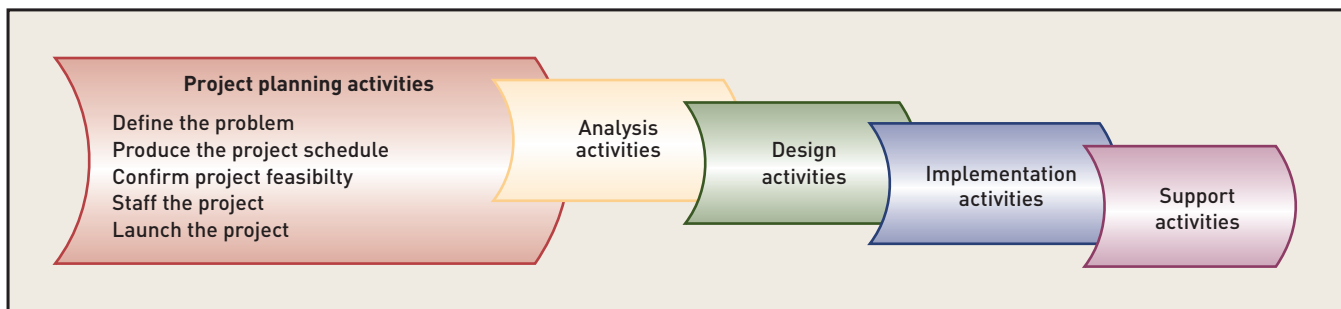 Project planning activities
Define the problem
Produce the project schedule
Confirm project feasibilty
Staff the project
Launch the project
Analysis
activities
Design
activities
Implementation
activities
Support
activities